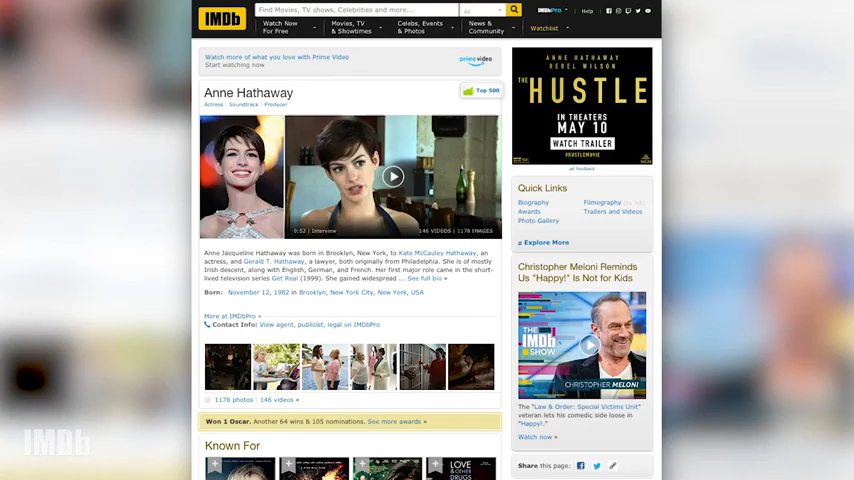 IMDb
Find Movies, TV shows, Celebrities and more...
All
IMDbPro
Help
Watch Now
For Free
Movies, TV
& Showtimes
Celebs, Events
& Photos
News &
Community
Watchlist
Watch more of what you love with Prime Video
Start watching now
prime video
Anne Hathaway
Top 500
Actress | Soundtrack | Producer
0:52 | Interview
146 VIDEOS | 1178 IMAGES
Anne Jacqueline Hathaway was born in Brooklyn, New York, to Kate McCauley Hathaway, an
actress, and Gerald T. Hathaway, a lawyer, both originally from Philadelphia. She is of mostly
Irish descent, along with English, German, and French. Her first major role came in the short-
lived television series Get Real (1999). She gained widespread ... See full bio »
Born: November 12, 1982 in Brooklyn, New York City, New York, USA
More at IMDbPro »
Contact Info: View agent, publicist, legal on IMDbPro
1178 photos | 146 videos »
Won 1 Oscar. Another 64 wins & 105 nominations. See more awards »
Known For
LOVE &
OTHER
DRUGS
ANNE HATHAWAY
REBEL WILSON
THE
HUSTLE
IN THEATERS
MAY 10
WATCH TRAILER
#HUSTLEMOVIE
ad feedback
Quick Links
Biography
Filmography
Awards
Trailers and Videos
Photo Gallery
Explore More
Christopher Meloni Reminds
Us "Happy!" Is Not for Kids
THE
IMDb
SHOW
CHRISTOPHER MELONI
The "Law & Order: Special Victims Unit"
veteran lets his comedic side loose in
"Happy!."
Watch now »
Share this page:
IMDb